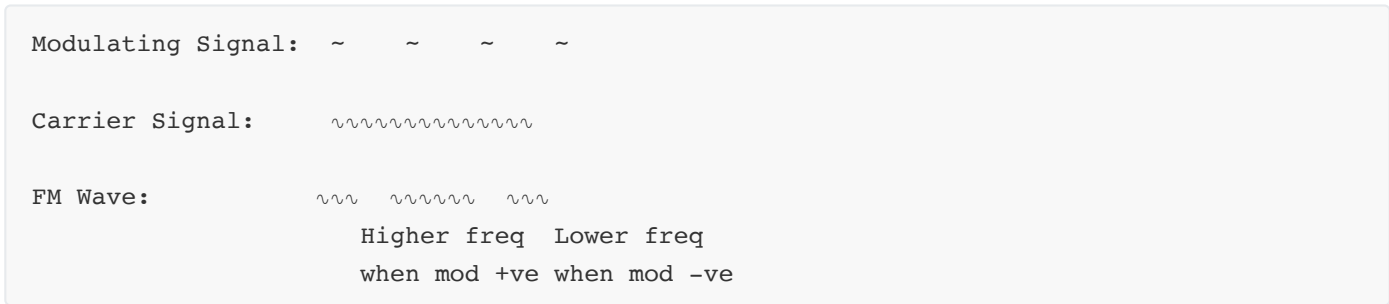 Modulating Signal: ~ ~ ~ ~
Carrier Signal: ∿∿∿∿∿∿∿∿∿∿∿∿∿∿
FM Wave: ∿∿∿ ∿∿∿∿∿∿ ∿∿∿
Higher freq Lower freq
when mod +ve when mod -ve